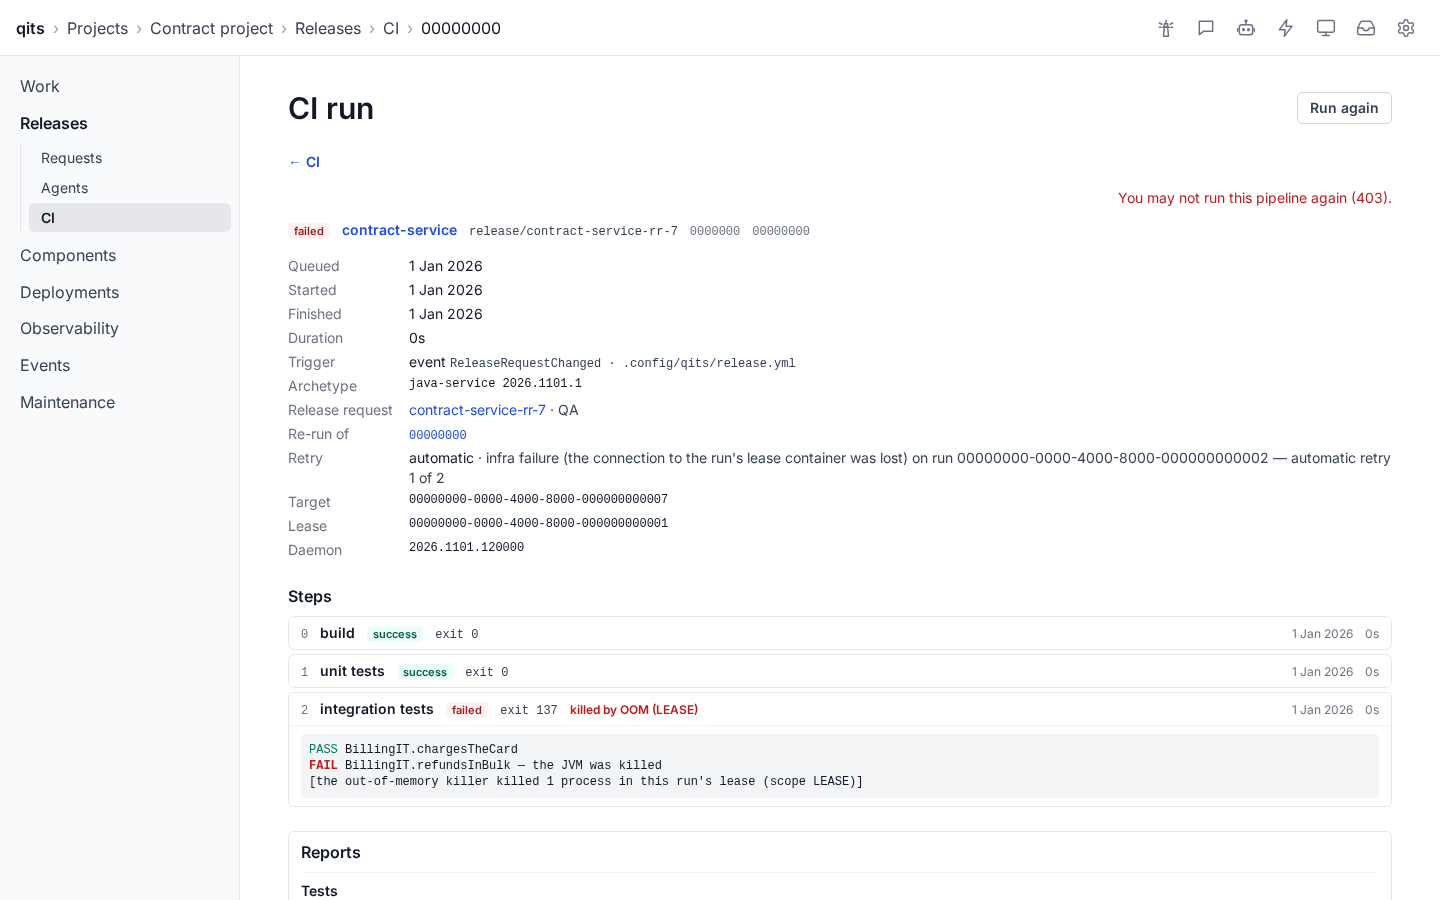 qits › Projects › Contract project › Releases › CI › 00000000
Work
Releases
Requests
Agents
CI
Components
Deployments
Observability
Events
Maintenance
CI run
Run again
← CI
You may not run this pipeline again (403).
failed contract-service release/contract-service-rr-7 0000000 00000000
Queued 1 Jan 2026
Started 1 Jan 2026
Finished 1 Jan 2026
Duration 0s
Trigger event ReleaseRequestChanged · .config/qits/release.yml
Archetype java-service 2026.1101.1
Release request contract-service-rr-7 · QA
Re-run of 00000000
Retry automatic · infra failure (the connection to the run's lease container was lost) on run 00000000-0000-4000-8000-000000000002 — automatic retry
1 of 2
Target 00000000-0000-4000-8000-000000000007
Lease 00000000-0000-4000-8000-000000000001
Daemon 2026.1101.120000
Steps
0 build success exit 0 1 Jan 2026 0s
1 unit tests success exit 0 1 Jan 2026 0s
2 integration tests failed exit 137 killed by OOM (LEASE) 1 Jan 2026 0s
PASS BillingIT.chargesTheCard
FAIL BillingIT.refundsInBulk — the JVM was killed
[the out-of-memory killer killed 1 process in this run's lease (scope LEASE)]
Reports
Tests